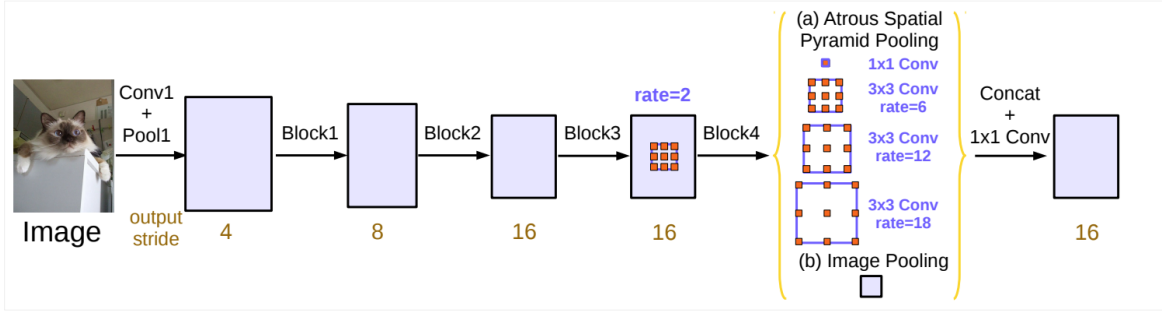 (a) Atrous Spatial
Pyramid Pooling
1x1 Conv
3x3 Conv
rate=6
3x3 Conv
rate=12
3x3 Conv
rate=18
(b) Image Pooling
Conv1
+
Pool1
Block1
Block2
Block3
rate=2
Block4
Concat
+
1x1 Conv
Image
output
stride
4
8
16
16
16